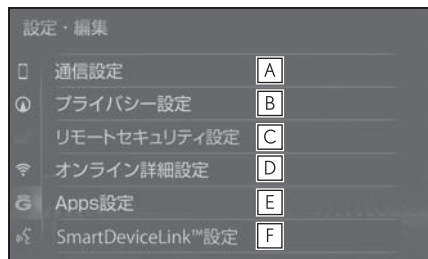 設定・編集
通信設定 A
プライバシー設定 B
リモートセキュリティ設定 C
オンライン詳細設定 D
Apps設定 E
SmartDeviceLink™設定 F